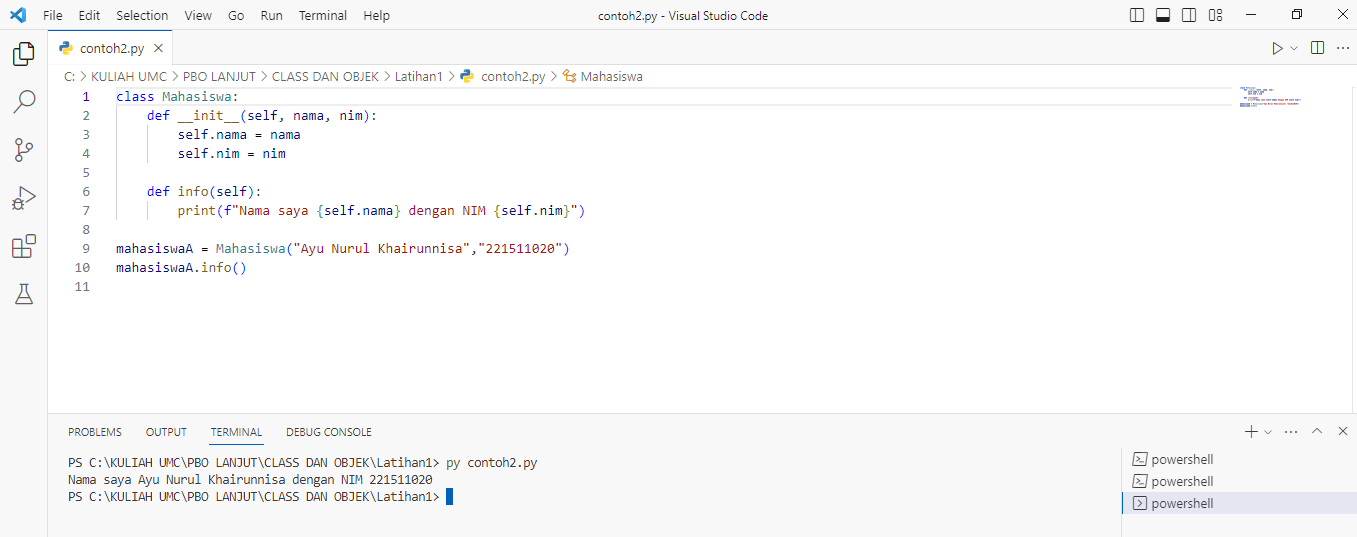 File Edit Selection View Go Run Terminal Help contoh2.py - Visual Studio Code
contoh2.py
C: > KULIAH UMC > PBO LANJUT > CLASS DAN OBJEK > Latihan1 > contoh2.py > Mahasiswa
1 class Mahasiswa:
2     def __init__(self, nama, nim):
3         self.nama = nama
4         self.nim = nim
5
6     def info(self):
7         print(f"Nama saya {self.nama} dengan NIM {self.nim}")
8
9 mahasiswaA = Mahasiswa("Ayu Nurul Khairunnisa","221511020")
10 mahasiswaA.info()
11
PROBLEMS OUTPUT TERMINAL DEBUG CONSOLE
PS C:\KULIAH UMC\PBO LANJUT\CLASS DAN OBJEK\Latihan1> py contoh2.py
Nama saya Ayu Nurul Khairunnisa dengan NIM 221511020
PS C:\KULIAH UMC\PBO LANJUT\CLASS DAN OBJEK\Latihan1>
powershell
powershell
powershell